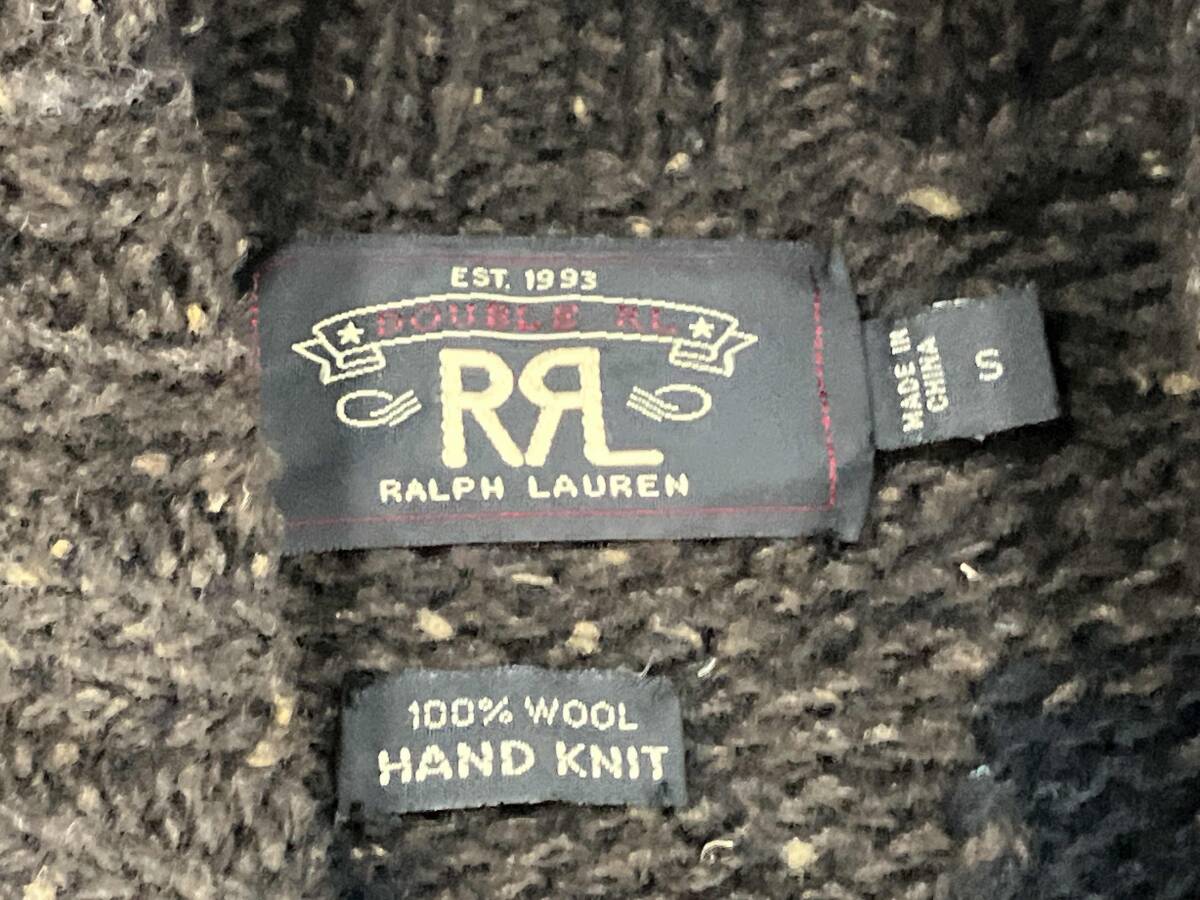 EST. 1993
DOUBLE RL
RRL
RALPH LAUREN
MADE IN
CHINA
S
100% WOOL
HAND KNIT